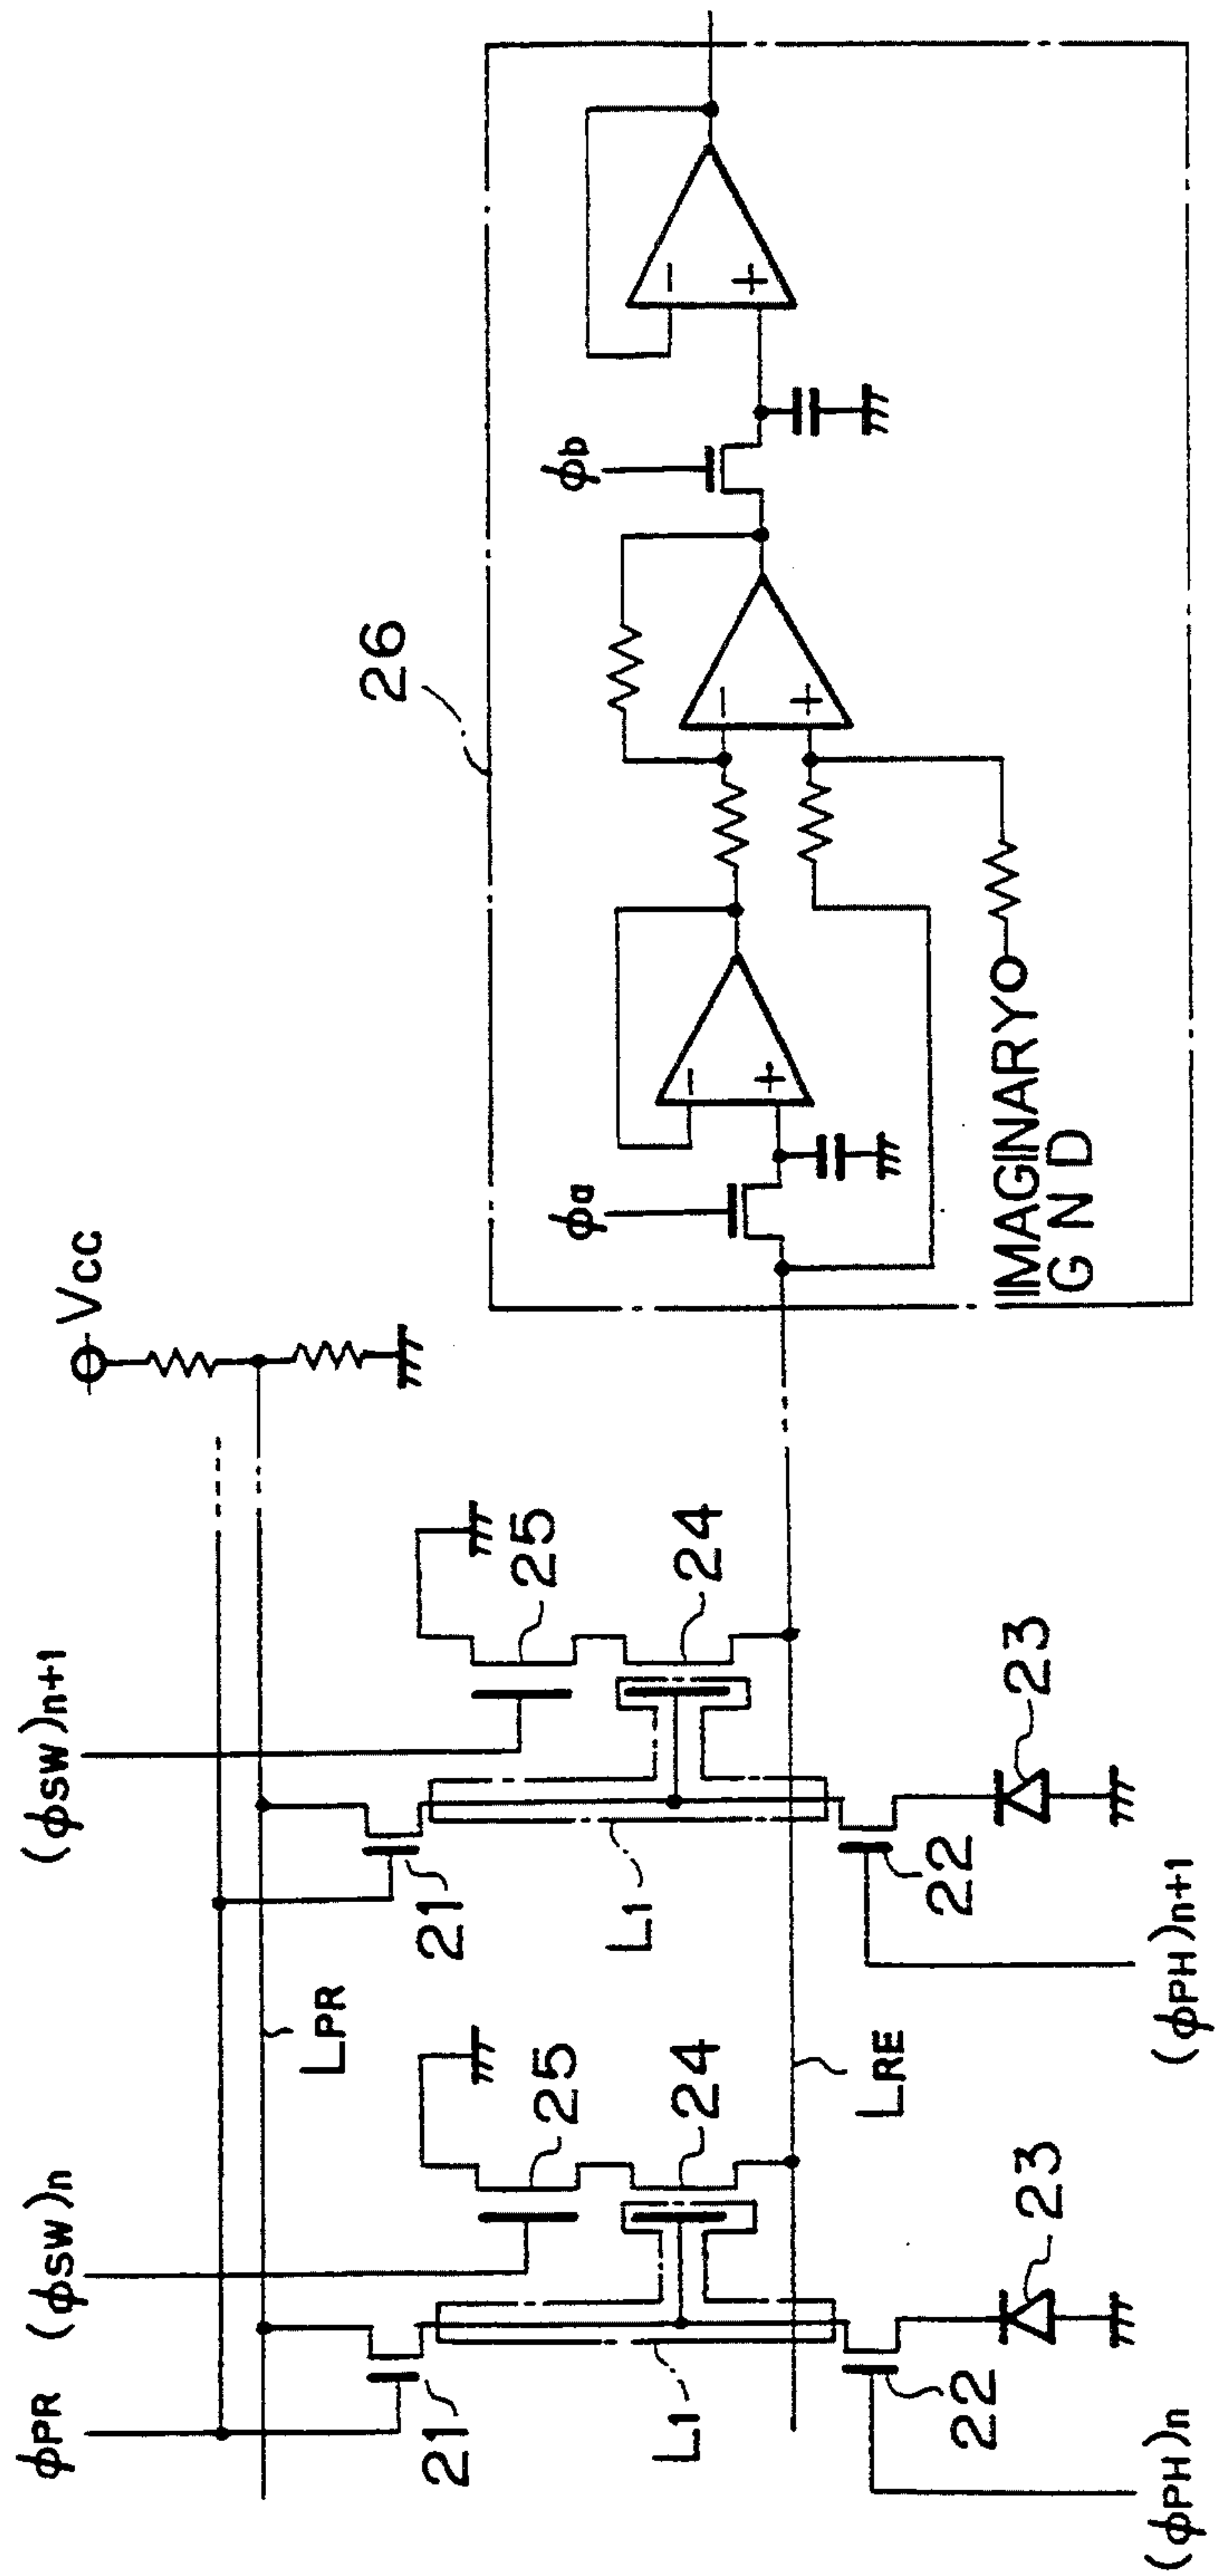 φPR
(φSW)n
(φSW)n+1
VCC
LPR
21
25
24
L1
22
23
(φPH)n
LRE
21
25
24
L1
22
23
(φPH)n+1
26
φa
φb
−
+
−
+
−
+
IMAGINARY
GND